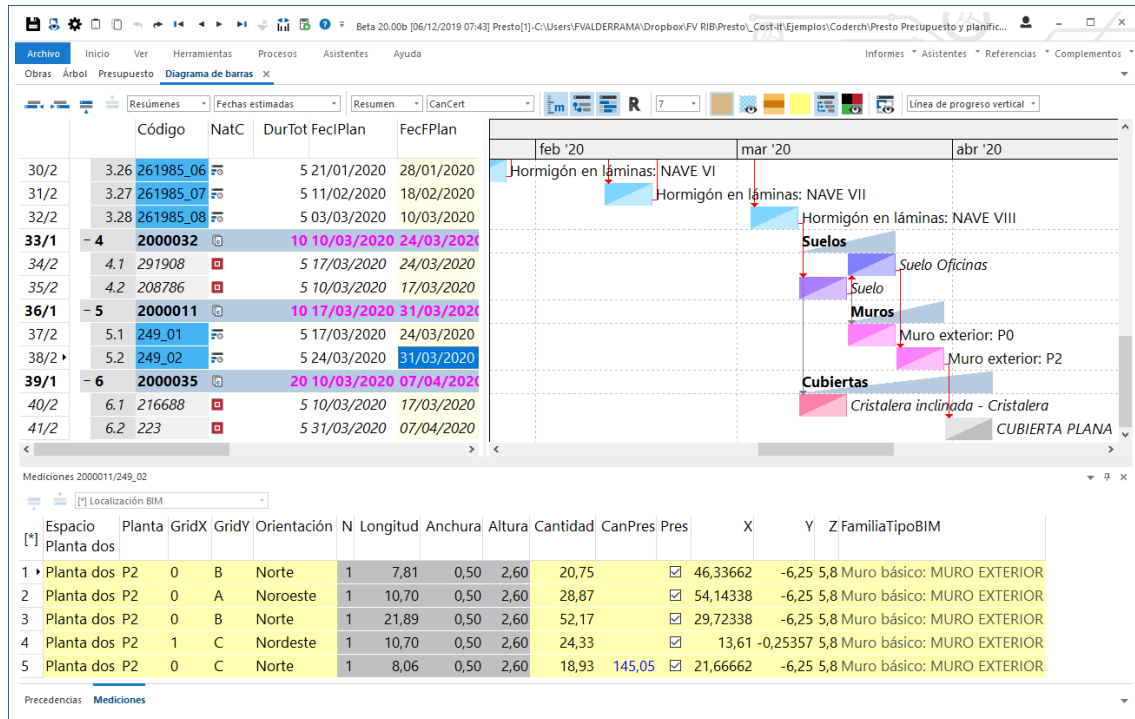 Beta 20.00b [06/12/2019 07:43] Presto[1]-C:\Users\FVALDERRAMA\Dropbox\FV RIB\Presto\_Cost-It\Ejemplos\Coderch\Presto Presupuesto y planific...
Archivo Inicio Ver Herramientas Procesos Asistentes Ayuda Informes Asistentes Referencias Complementos
Obras Árbol Presupuesto Diagrama de barras ×
Resúmenes Fechas estimadas Resumen CanCert m R 7 Línea de progreso vertical
Código NatC DurTot FecIPlan FecFPlan
feb '20 mar '20 abr '20
30/2 3.26 261985_06 5 21/01/2020 28/01/2020 Hormigón en láminas: NAVE VI
31/2 3.27 261985_07 5 11/02/2020 18/02/2020 Hormigón en láminas: NAVE VII
32/2 3.28 261985_08 5 03/03/2020 10/03/2020 Hormigón en láminas: NAVE VIII
33/1 - 4 2000032 10 10/03/2020 24/03/2020 Suelos
34/2 4.1 291908 5 17/03/2020 24/03/2020 Suelo Oficinas
35/2 4.2 208786 5 10/03/2020 17/03/2020 Suelo
36/1 - 5 2000011 10 17/03/2020 31/03/2020 Muros
37/2 5.1 249_01 5 17/03/2020 24/03/2020 Muro exterior: P0
38/2 5.2 249_02 5 24/03/2020 31/03/2020 Muro exterior: P2
39/1 - 6 2000035 20 10/03/2020 07/04/2020 Cubiertas
40/2 6.1 216688 5 10/03/2020 17/03/2020 Cristalera inclinada - Cristalera
41/2 6.2 223 5 31/03/2020 07/04/2020 CUBIERTA PLANA
Mediciones 2000011/249_02
[*] Localización BIM
[*] Espacio Planta GridX GridY Orientación N Longitud Anchura Altura Cantidad CanPres Pres X Y Z FamiliaTipoBIM
Planta dos
1 Planta dos P2 0 B Norte 1 7,81 0,50 2,60 20,75 46,33662 -6,25 5,8 Muro básico: MURO EXTERIOR
2 Planta dos P2 0 A Noroeste 1 10,70 0,50 2,60 28,87 54,14338 -6,25 5,8 Muro básico: MURO EXTERIOR
3 Planta dos P2 0 B Norte 1 21,89 0,50 2,60 52,17 29,72338 -6,25 5,8 Muro básico: MURO EXTERIOR
4 Planta dos P2 1 C Nordeste 1 10,70 0,50 2,60 24,33 13,61 -0,25357 5,8 Muro básico: MURO EXTERIOR
5 Planta dos P2 0 C Norte 1 8,06 0,50 2,60 18,93 145,05 21,66662 -6,25 5,8 Muro básico: MURO EXTERIOR
Precedencias Mediciones